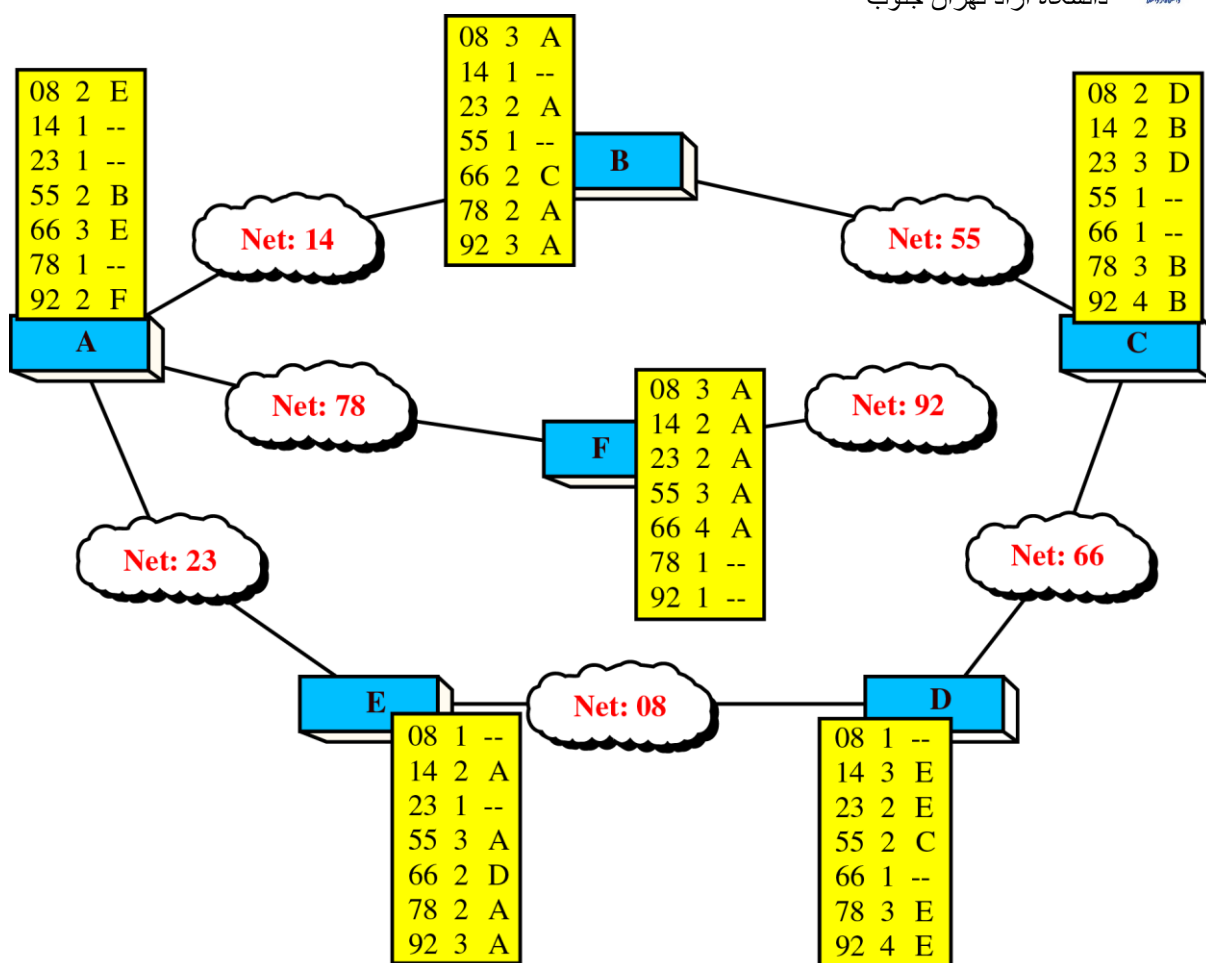 دانشکده آزاد تهران جنوب
08 3 A
14 1 --
23 2 A
55 1 --
66 2 C
78 2 A
92 3 A
B
08 2 E
14 1 --
23 1 --
55 2 B
66 3 E
78 1 --
92 2 F
A
08 2 D
14 2 B
23 3 D
55 1 --
66 1 --
78 3 B
92 4 B
C
Net: 14
Net: 55
Net: 78
Net: 92
F
08 3 A
14 2 A
23 2 A
55 3 A
66 4 A
78 1 --
92 1 --
Net: 23
Net: 66
E
Net: 08
D
08 1 --
14 2 A
23 1 --
55 3 A
66 2 D
78 2 A
92 3 A
08 1 --
14 3 E
23 2 E
55 2 C
66 1 --
78 3 E
92 4 E